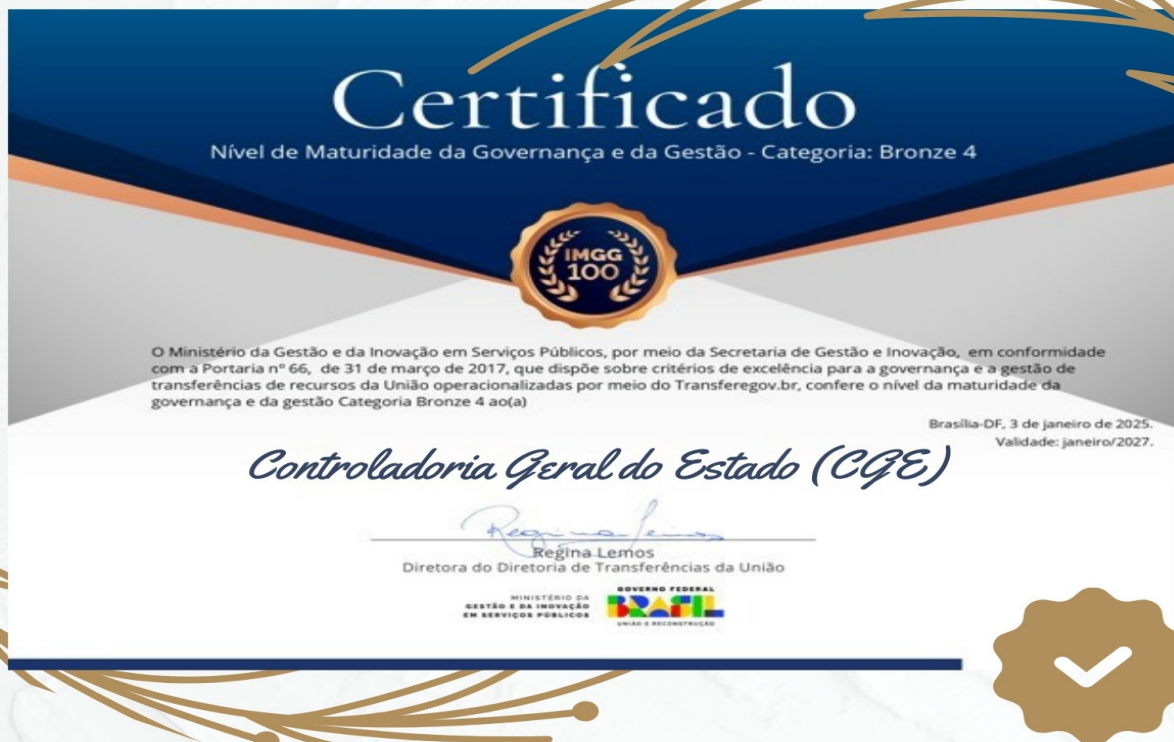 Certificado
Nível de Maturidade da Governança e da Gestão - Categoria: Bronze 4
IMGG
100
O Ministério da Gestão e da Inovação em Serviços Públicos, por meio da Secretaria de Gestão e Inovação, em conformidade
com a Portaria nº 66, de 31 de março de 2017, que dispõe sobre critérios de excelência para a governança e a gestão de
transferências de recursos da União operacionalizadas por meio do Transferegov.br, confere o nível da maturidade da
governança e da gestão Categoria Bronze 4 ao(a)
Brasília-DF, 3 de janeiro de 2025.
Validade: janeiro/2027.
Controladoria Geral do Estado (CGE)
Regina Lemos
Regina Lemos
Diretora do Diretoria de Transferências da União
MINISTÉRIO DA
GESTÃO E DA INOVAÇÃO
EM SERVIÇOS PÚBLICOS
GOVERNO FEDERAL
BRASIL
UNIÃO E RECONSTRUÇÃO